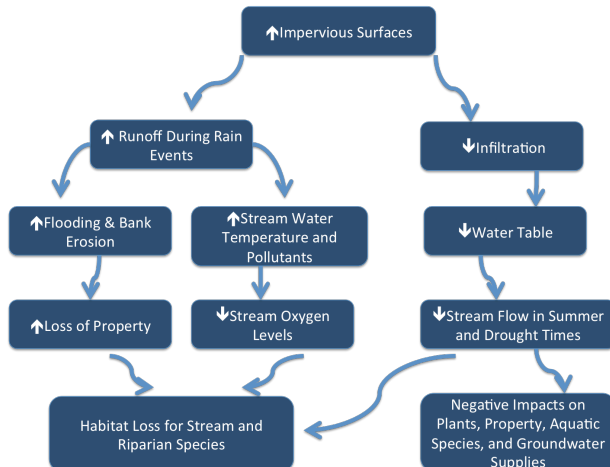 ↑Impervious Surfaces
↑ Runoff During Rain
Events
↓Infiltration
↑Flooding & Bank
Erosion
↑Stream Water
Temperature and
Pollutants
↓Water Table
↑Loss of Property
↓Stream Oxygen
Levels
↓Stream Flow in Summer
and Drought Times
Habitat Loss for Stream and
Riparian Species
Negative Impacts on
Plants, Property, Aquatic
Species, and Groundwater
Supplies